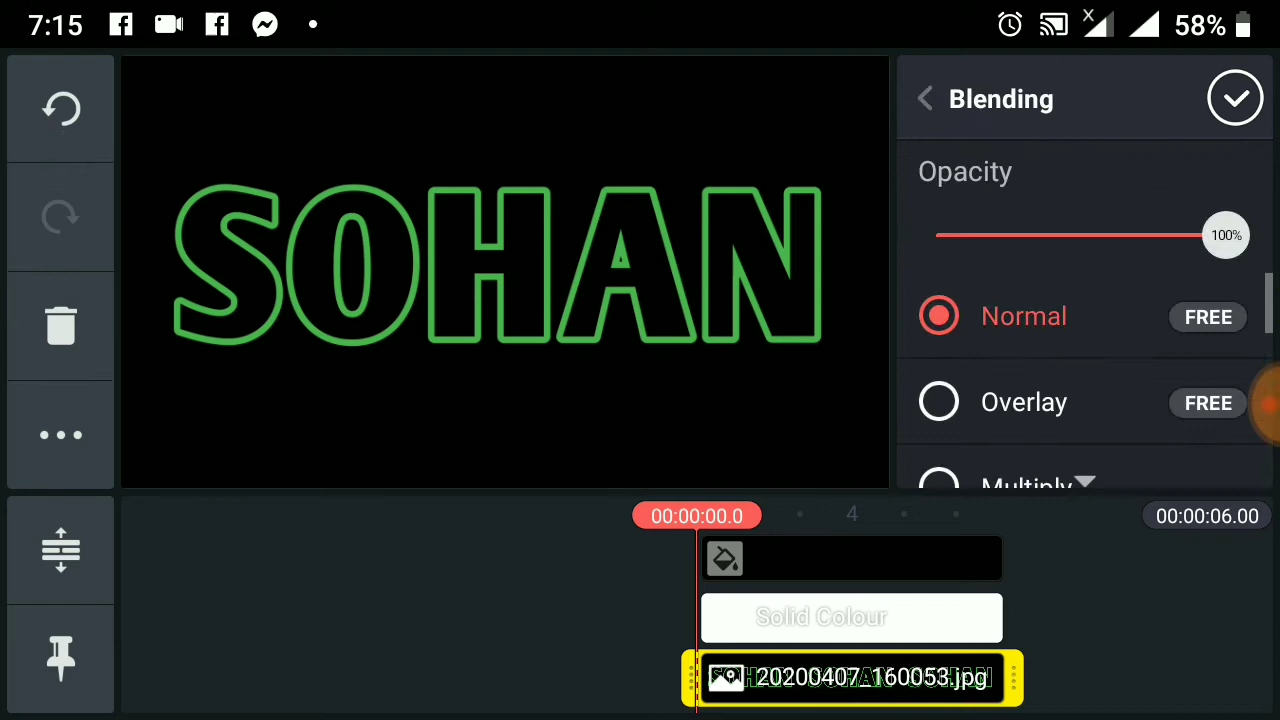 7:15
58%
SOHAN
Blending
Opacity
100%
Normal
FREE
Overlay
FREE
Multiply
00:00:00.0
4
00:00:06.00
Solid Colour
20200407_160053.jpg